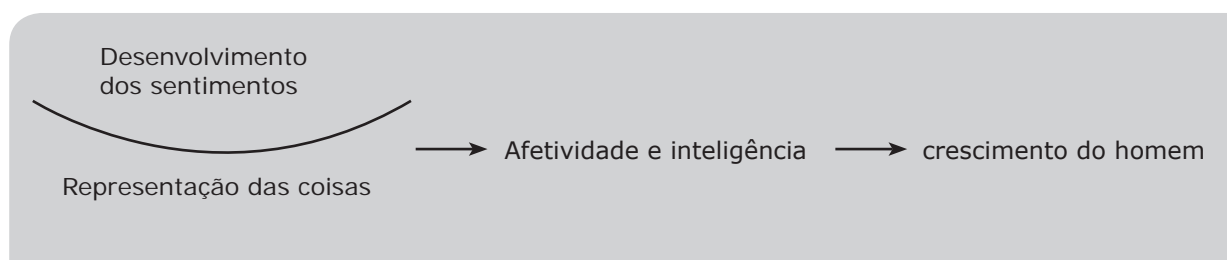 Desenvolvimento
dos sentimentos
Afetividade e inteligência
crescimento do homem
Representação das coisas